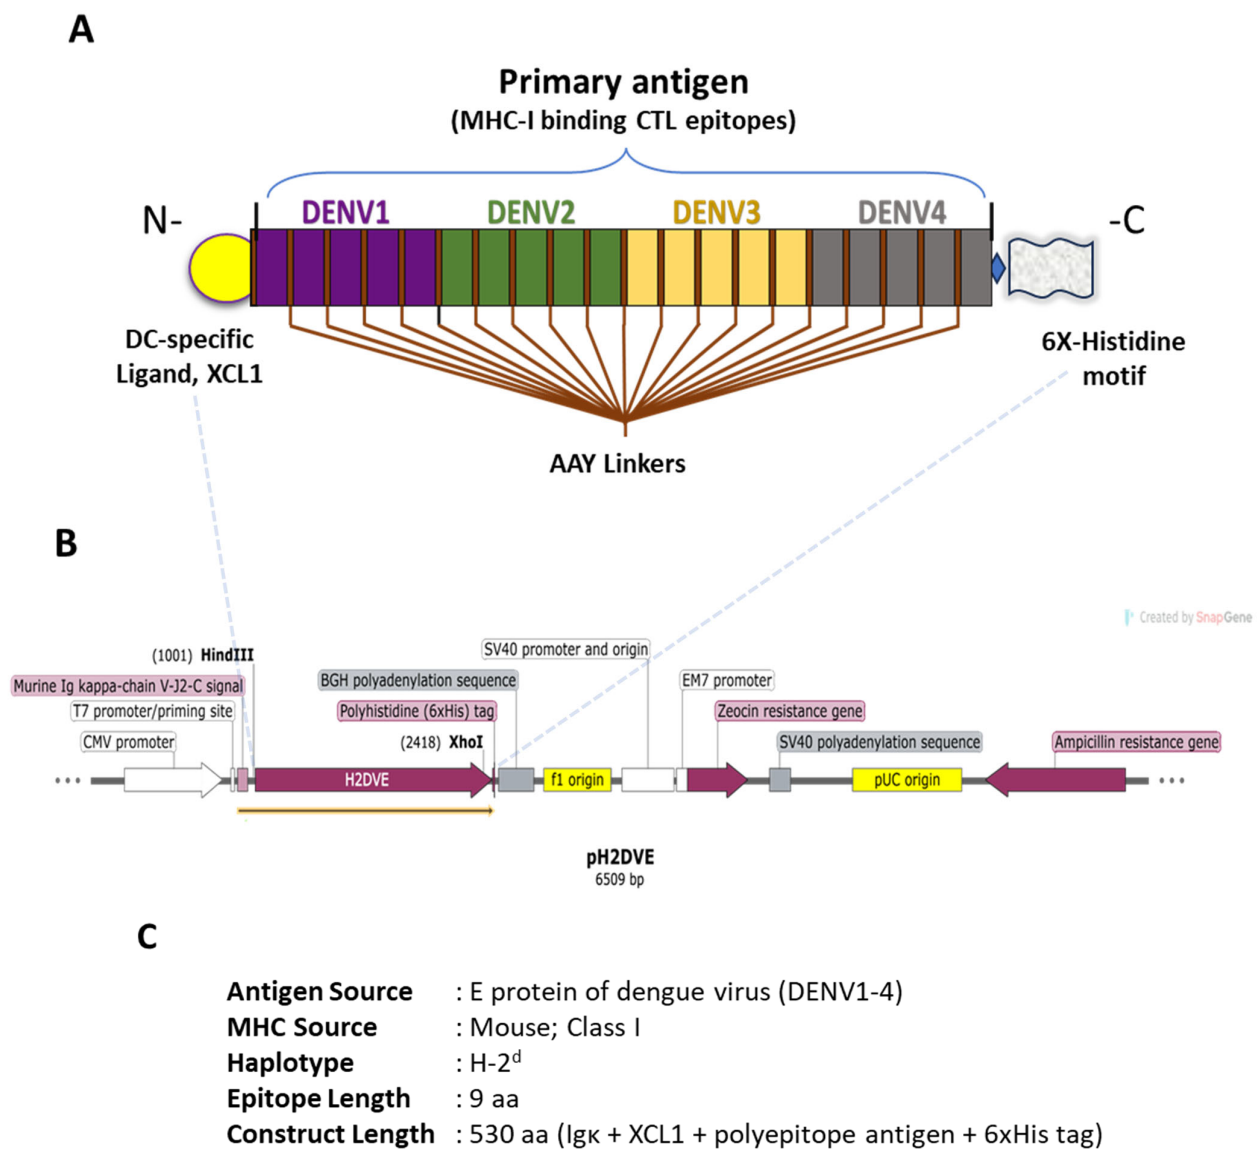 A
Primary antigen
(MHC-I binding CTL epitopes)
N-
DENV1
DENV2
DENV3
DENV4
-C
DC-specific
Ligand, XCL1
6X-Histidine
motif
AAY Linkers
B
Created by SnapGene
SV40 promoter and origin
(1001) HindIII
Murine Ig kappa-chain V-J2-C signal
BGH polyadenylation sequence
EM7 promoter
T7 promoter/priming site
Polyhistidine (6xHis) tag
Zeocin resistance gene
CMV promoter
(2418) XhoI
SV40 polyadenylation sequence
Ampicillin resistance gene
H2DVE
f1 origin
pUC origin
pH2DVE
6509 bp
C
Antigen Source : E protein of dengue virus (DENV1-4)
MHC Source : Mouse; Class I
Haplotype : H-2ᵈ
Epitope Length : 9 aa
Construct Length : 530 aa (Igκ + XCL1 + polyepitope antigen + 6xHis tag)